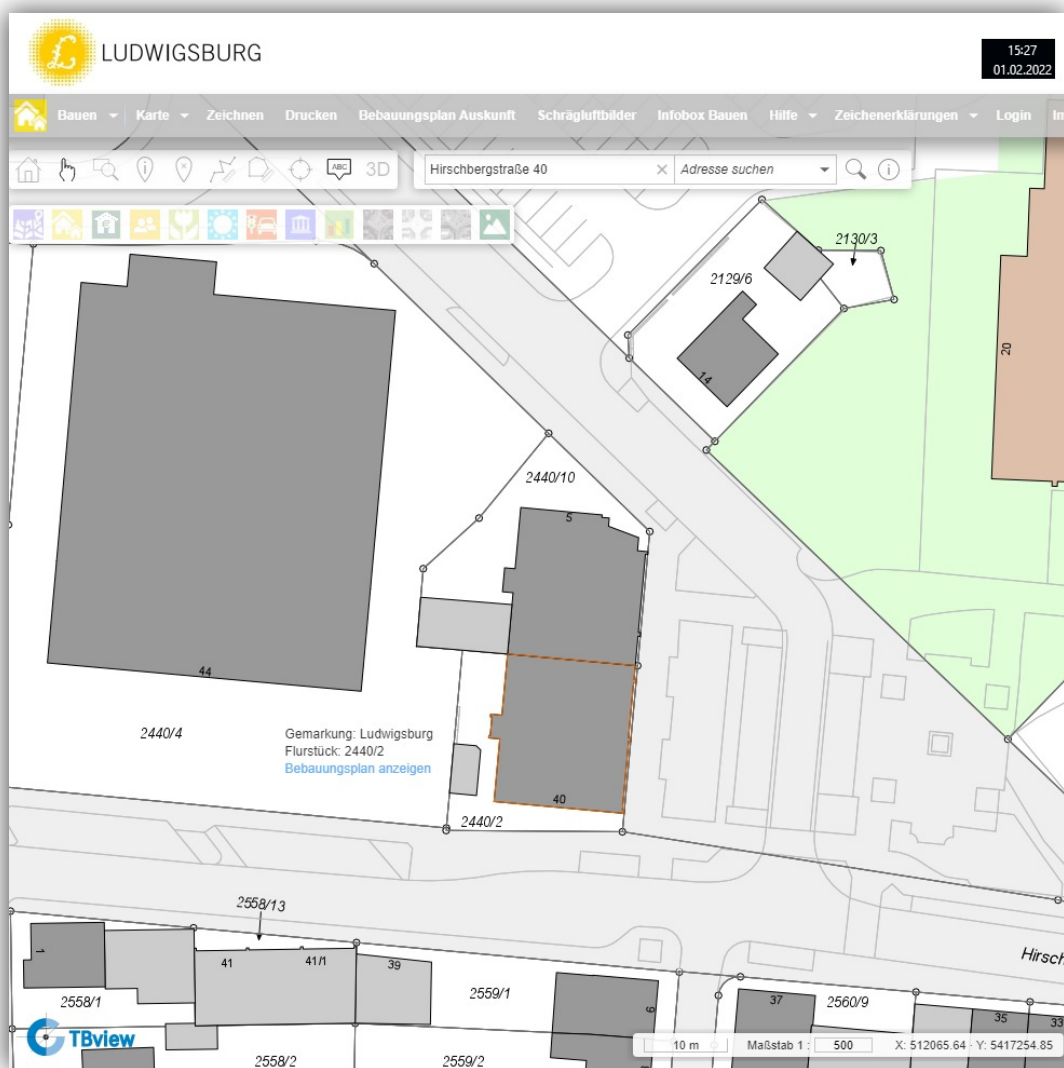 LUDWIGSBURG
15:27
01.02.2022
Bauen Karte Zeichnen Drucken Bebauungsplan Auskunft Schrägluftbilder Infobox Bauen Hilfe Zeichenerklärungen Login
ABC 3D Hirschbergstraße 40 Adresse suchen
2130/3
2129/6
20
14
2440/10
5
44
2440/4
Gemarkung: Ludwigsburg
Flurstück: 2440/2
Bebauungsplan anzeigen
40
2440/2
2558/13
Hirsch
1
41
41/1
39
2558/1
2559/1
9
37
2560/9
35
33
TBview
10 m Maßstab 1 : 500 X: 512065.64 - Y: 5417254.85
2558/2
2559/2